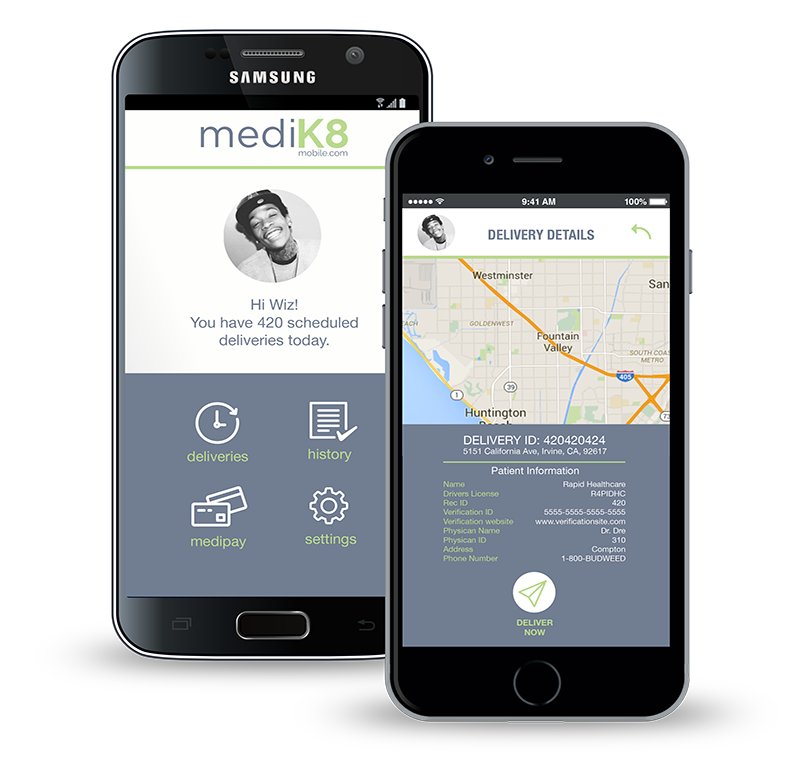 SAMSUNG
mediK8
mobile.com
Hi Wiz!
You have 420 scheduled
deliveries today.
deliveries
history
medipay
settings
9:41 AM
100%
DELIVERY DETAILS
Westminster
San
EACH
GOLDENWEST
Fountain
Valley
SOUTH COAS
METRO
405
39
1
73
Huntington
Beach
DELIVERY ID: 420420424
5151 California Ave, Irvine, CA, 92617
Patient Information
Name Rapid Healthcare
Drivers License R4PIDHC
Rec ID 420
Verification ID 5555-5555-5555-5555
Verification website www.verificationsite.com
Physican Name Dr. Dre
Physican ID 310
Address Compton
Phone Number 1-800-BUDWEED
DELIVER
NOW